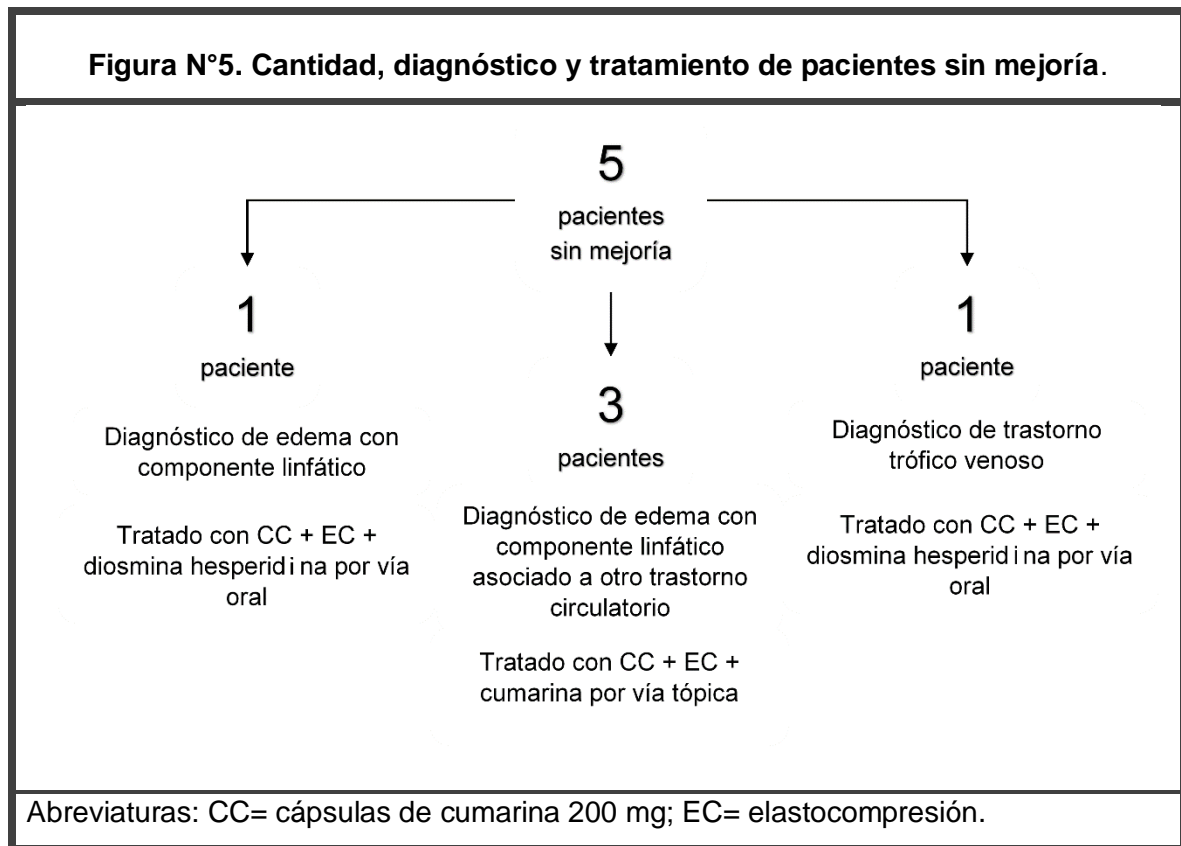 Figura N°5. Cantidad, diagnóstico y tratamiento de pacientes sin mejoría.
5
pacientes
sin mejoría
1
paciente
Diagnóstico de edema con
componente linfático
Tratado con CC + EC +
diosmina hesperidina por vía
oral
3
pacientes
Diagnóstico de edema con
componente linfático
asociado a otro trastorno
circulatorio
Tratado con CC + EC +
cumarina por vía tópica
1
paciente
Diagnóstico de trastorno
trófico venoso
Tratado con CC + EC +
diosmina hesperidina por vía
oral
Abreviaturas: CC= cápsulas de cumarina 200 mg; EC= elastocompresión.